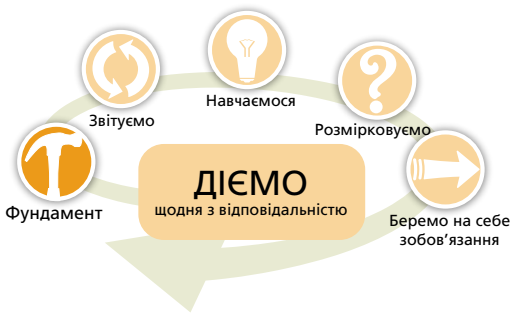 Фундамент
Звітуємо
Навчаємося
Розмірковуємо
Беремо на себе
зобов’язання
ДІЄМО
щодня з відповідальністю